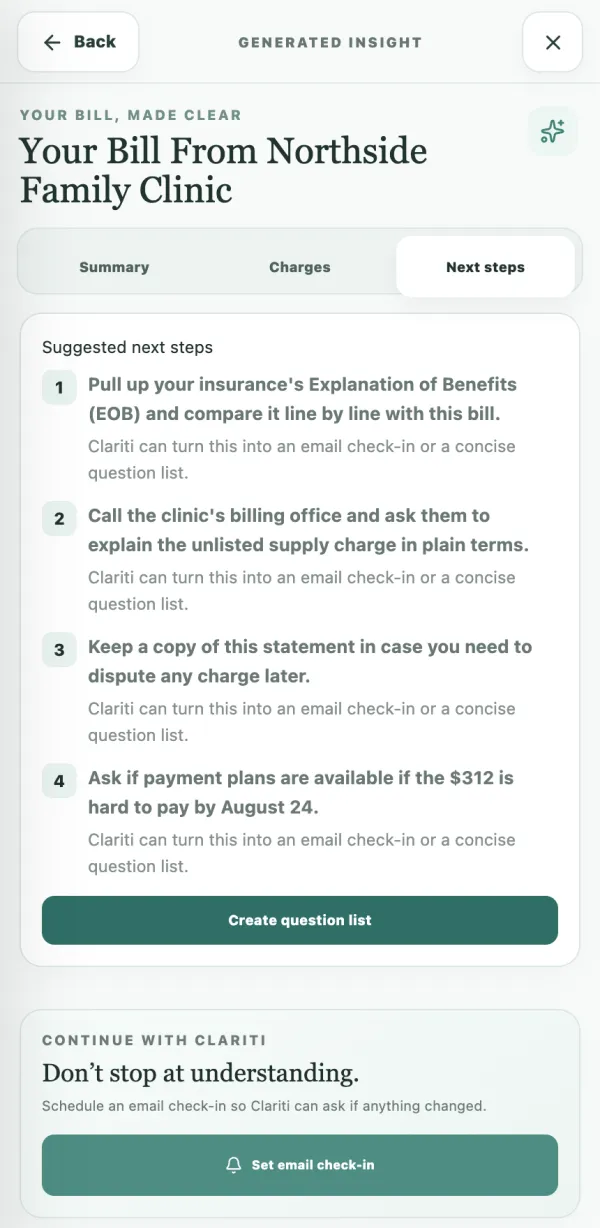 Back
GENERATED INSIGHT
YOUR BILL, MADE CLEAR
Your Bill From Northside
Family Clinic
Summary
Charges
Next steps
Suggested next steps
1
Pull up your insurance's Explanation of Benefits
(EOB) and compare it line by line with this bill.
Clariti can turn this into an email check-in or a concise
question list.
2
Call the clinic's billing office and ask them to
explain the unlisted supply charge in plain terms.
Clariti can turn this into an email check-in or a concise
question list.
3
Keep a copy of this statement in case you need to
dispute any charge later.
Clariti can turn this into an email check-in or a concise
question list.
4
Ask if payment plans are available if the $312 is
hard to pay by August 24.
Clariti can turn this into an email check-in or a concise
question list.
Create question list
CONTINUE WITH CLARITI
Don’t stop at understanding.
Schedule an email check-in so Clariti can ask if anything changed.
Set email check-in